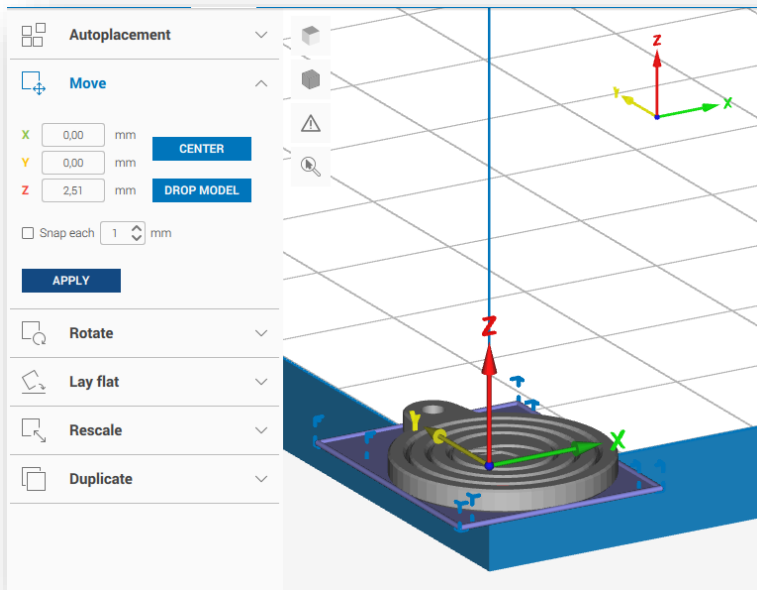 Autoplacement
Move
X 0,00 mm
CENTER
Y 0,00 mm
Z 2,51 mm DROP MODEL
Snap each 1 mm
APPLY
Rotate
Lay flat
Rescale
Duplicate
Z
Y
X
Z
Y
X